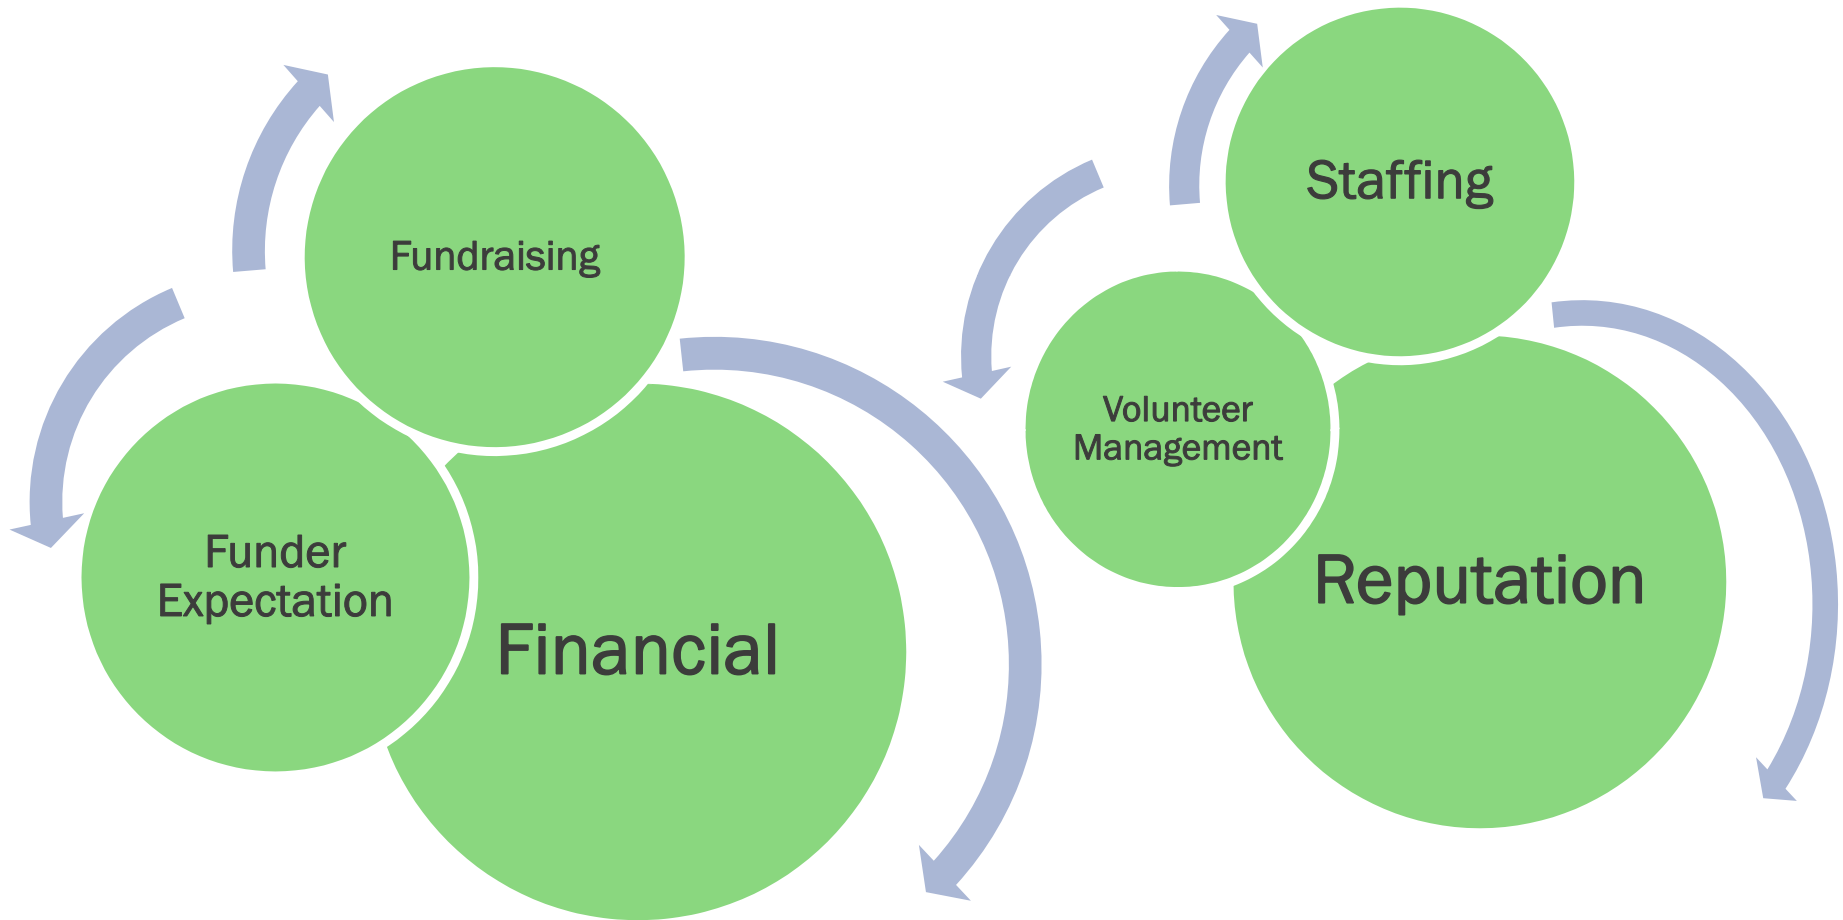 Fundraising
Funder
Expectation
Financial
Staffing
Volunteer
Management
Reputation